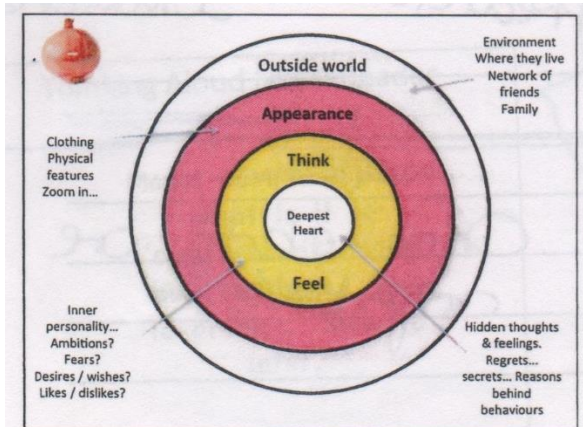 Outside world
Appearance
Think
Deepest
Heart
Feel
Environment
Where they live
Network of
friends
Family
Clothing
Physical
features
Zoom in...
Inner
personality...
Ambitions?
Fears?
Desires / wishes?
Likes / dislikes?
Hidden thoughts
& feelings.
Regrets...
secrets... Reasons
behind
behaviours